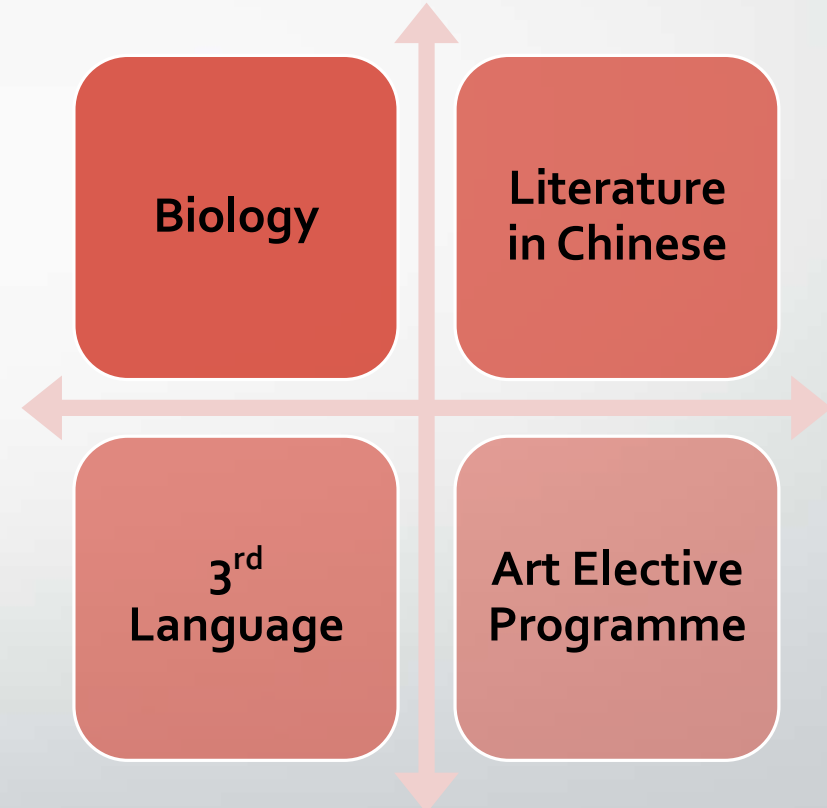 Biology
Literature
in Chinese
3rd
Language
Art Elective
Programme